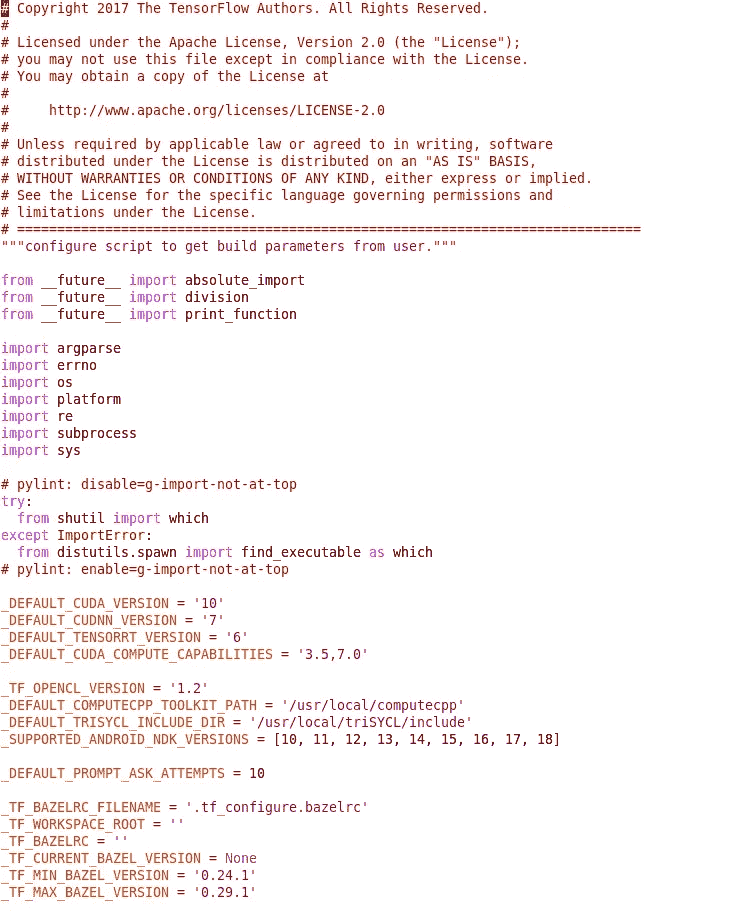 # Copyright 2017 The TensorFlow Authors. All Rights Reserved.
#
# Licensed under the Apache License, Version 2.0 (the "License");
# you may not use this file except in compliance with the License.
# You may obtain a copy of the License at
#
#     http://www.apache.org/licenses/LICENSE-2.0
#
# Unless required by applicable law or agreed to in writing, software
# distributed under the License is distributed on an "AS IS" BASIS,
# WITHOUT WARRANTIES OR CONDITIONS OF ANY KIND, either express or implied.
# See the License for the specific language governing permissions and
# limitations under the License.
# ==============================================================================
"""configure script to get build parameters from user."""

from __future__ import absolute_import
from __future__ import division
from __future__ import print_function

import argparse
import errno
import os
import platform
import re
import subprocess
import sys

# pylint: disable=g-import-not-at-top
try:
  from shutil import which
except ImportError:
  from distutils.spawn import find_executable as which
# pylint: enable=g-import-not-at-top

_DEFAULT_CUDA_VERSION = '10'
_DEFAULT_CUDNN_VERSION = '7'
_DEFAULT_TENSORRT_VERSION = '6'
_DEFAULT_CUDA_COMPUTE_CAPABILITIES = '3.5,7.0'

_TF_OPENCL_VERSION = '1.2'
_DEFAULT_COMPUTECPP_TOOLKIT_PATH = '/usr/local/computecpp'
_DEFAULT_TRISYCL_INCLUDE_DIR = '/usr/local/triSYCL/include'
_SUPPORTED_ANDROID_NDK_VERSIONS = [10, 11, 12, 13, 14, 15, 16, 17, 18]

_DEFAULT_PROMPT_ASK_ATTEMPTS = 10

_TF_BAZELRC_FILENAME = '.tf_configure.bazelrc'
_TF_WORKSPACE_ROOT = ''
_TF_BAZELRC = ''
_TF_CURRENT_BAZEL_VERSION = None
_TF_MIN_BAZEL_VERSION = '0.24.1'
_TF_MAX_BAZEL_VERSION = '0.29.1'